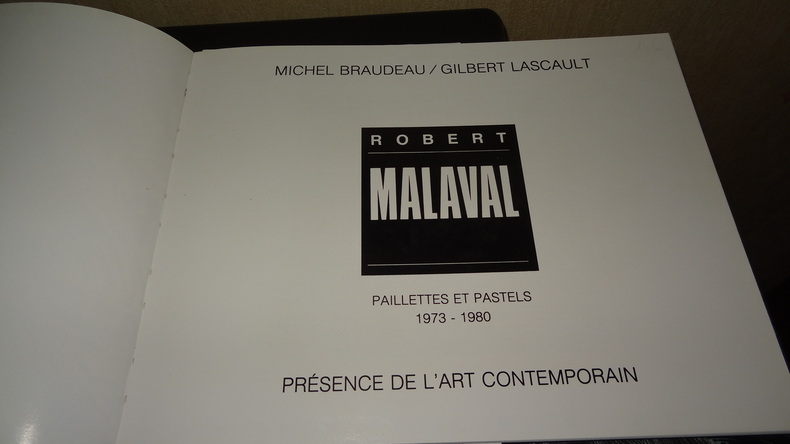 MICHEL BRAUDEAU / GILBERT LASCAULT
ROBERT
MALAVAL
PAILLETTES ET PASTELS
1973 - 1980
PRÉSENCE DE L'ART CONTEMPORAIN